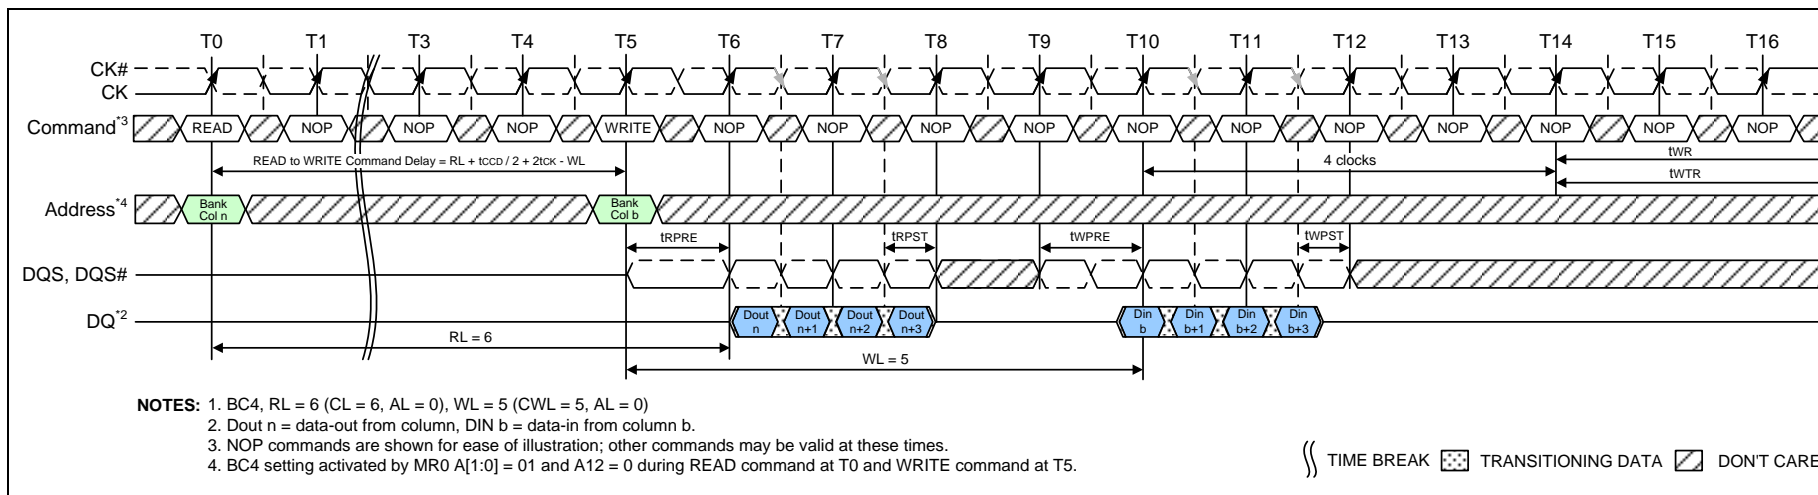 T0 T1 T3 T4 T5 T6 T7 T8 T9 T10 T11 T12 T13 T14 T15 T16
CK#
CK
Command*3 READ NOP NOP NOP WRITE NOP NOP NOP NOP NOP NOP NOP NOP NOP NOP NOP
READ to WRITE Command Delay = RL + tCCD / 2 + 2tCK - WL 4 clocks tWR
tWTR
Address*4 Bank Col n Bank Col b
tRPRE tRPST tWPRE tWPST
DQS, DQS#
DQ*2 Dout n Dout n+1 Dout n+2 Dout n+3 Din b Din b+1 Din b+2 Din b+3
RL = 6
WL = 5
NOTES: 1. BC4, RL = 6 (CL = 6, AL = 0), WL = 5 (CWL = 5, AL = 0)
2. Dout n = data-out from column, DIN b = data-in from column b.
3. NOP commands are shown for ease of illustration; other commands may be valid at these times.
4. BC4 setting activated by MR0 A[1:0] = 01 and A12 = 0 during READ command at T0 and WRITE command at T5.
TIME BREAK TRANSITIONING DATA DON'T CARE